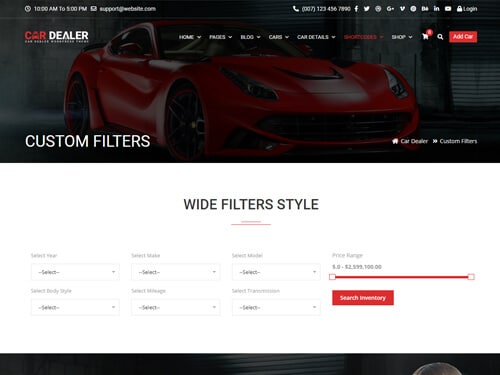 10:00 AM To 5:00 PM support@website.com (007) 123 456 7890 Login
CAR DEALER
CAR DEALER WORDPRESS THEME
HOME PAGES BLOG CARS CAR DETAILS SHORTCODES SHOP 0 Add Car
CUSTOM FILTERS
Car Dealer » Custom Filters
WIDE FILTERS STYLE
Select Year Select Make Select Model Price Range
--Select-- --Select-- --Select-- $.0 - $2,599,100.00
Select Body Style Select Mileage Select Transmission
--Select-- --Select-- --Select-- Search Inventory